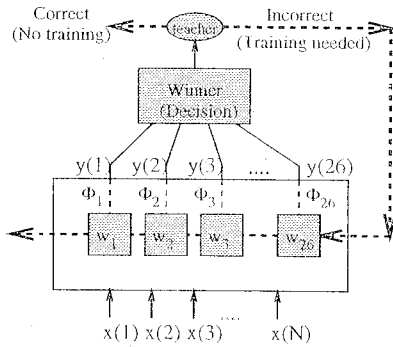 Correct
(No training)
teacher
Incorrect
(Training needed)
Winner
(Decision)
y(1) y(2) y(3) .... y(26)
Φ1 Φ2 Φ3 Φ26
w1 w2 w3 w26
x(1) x(2) x(3) ... x(N)